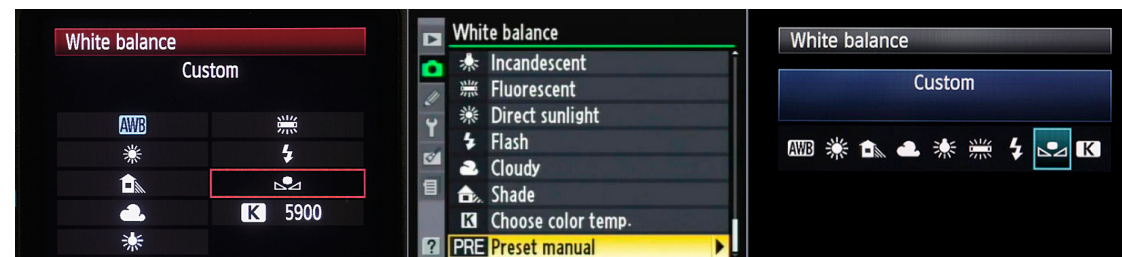 White balance
Custom
AWB
K 5900
White balance
Incandescent
Fluorescent
Direct sunlight
Flash
Cloudy
Shade
K Choose color temp.
? PRE Preset manual
White balance
Custom
AWB K